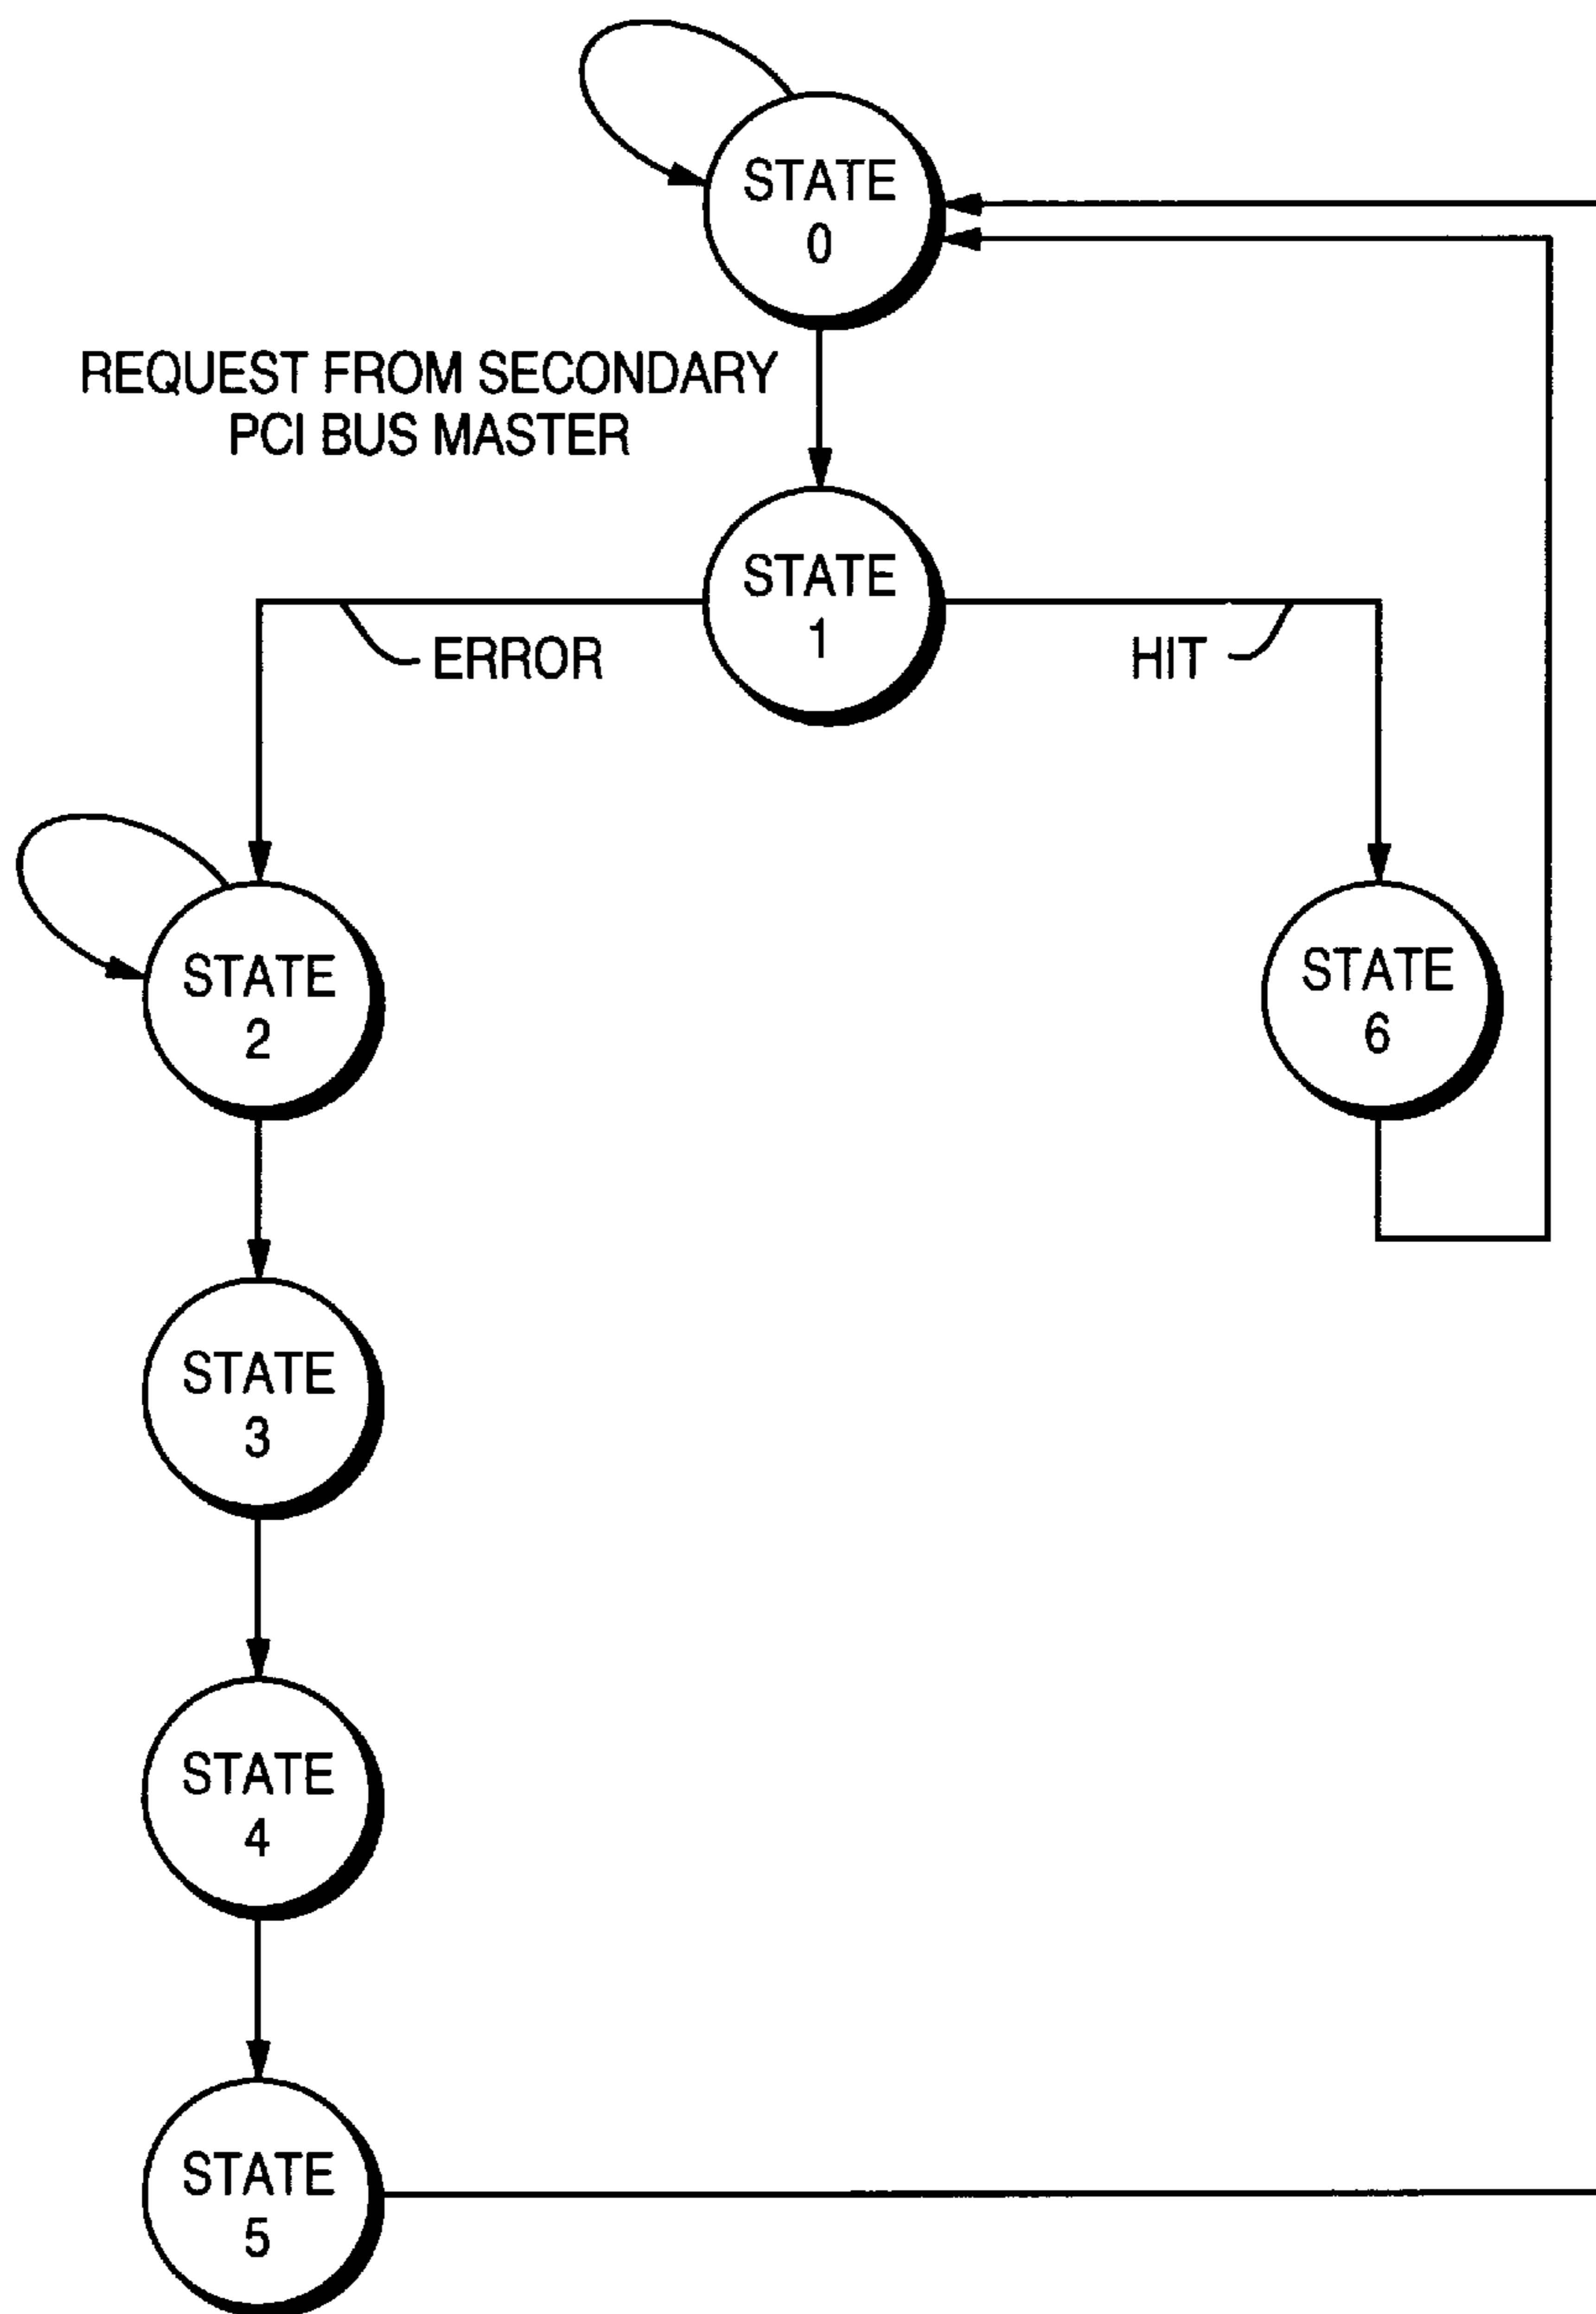 STATE
0
REQUEST FROM SECONDARY
PCI BUS MASTER
STATE
1
ERROR
HIT
STATE
2
STATE
6
STATE
3
STATE
4
STATE
5